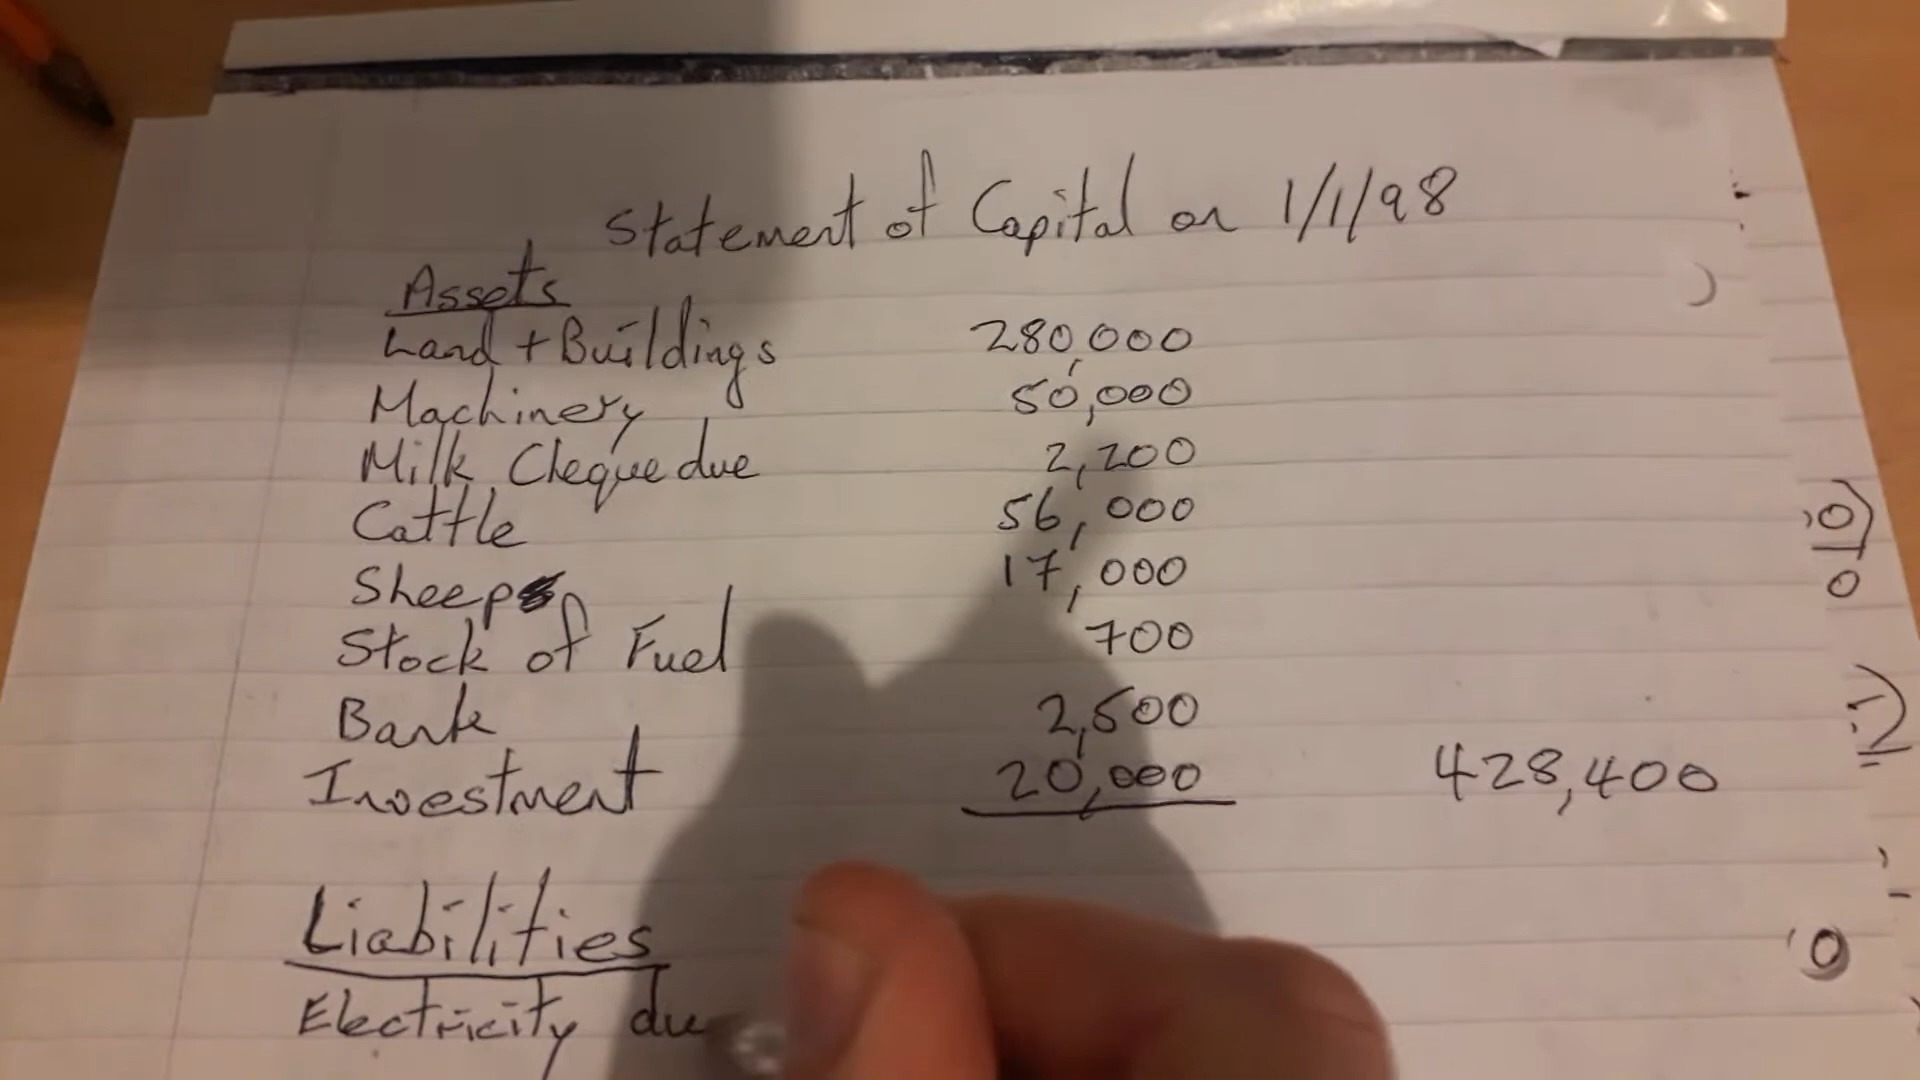 Statement of Capital on 1/1/98
Assets
Land + Buildings 280,000
Machinery 50,000
Milk Cheque due 2,200
Cattle 56,000
Sheep 17,000
Stock of Fuel 700
Bank 2,500
Investment 20,000 428,400
Liabilities
Electricity du